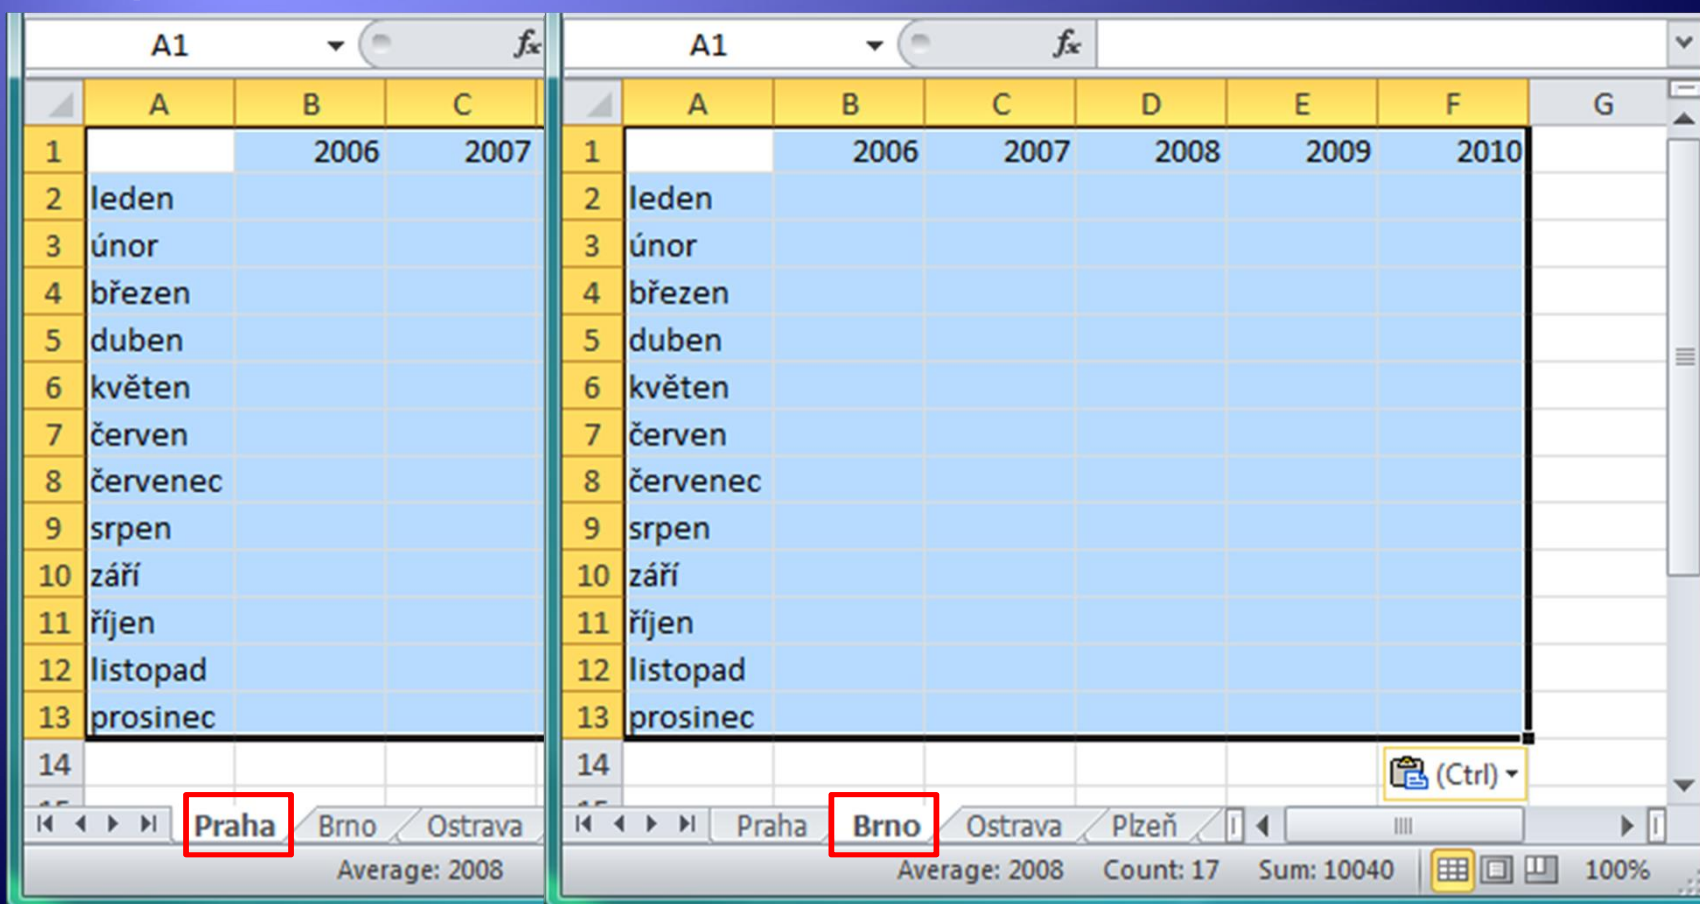 A1 fx
A B C
1 2006 2007
2 leden
3 únor
4 březen
5 duben
6 květen
7 červen
8 červenec
9 srpen
10 září
11 říjen
12 listopad
13 prosinec
14
Praha Brno Ostrava
Average: 2008
A1 fx
A B C D E F G
1 2006 2007 2008 2009 2010
2 leden
3 únor
4 březen
5 duben
6 květen
7 červen
8 červenec
9 srpen
10 září
11 říjen
12 listopad
13 prosinec
14 (Ctrl)
Praha Brno Ostrava Plzeň
Average: 2008 Count: 17 Sum: 10040 100%